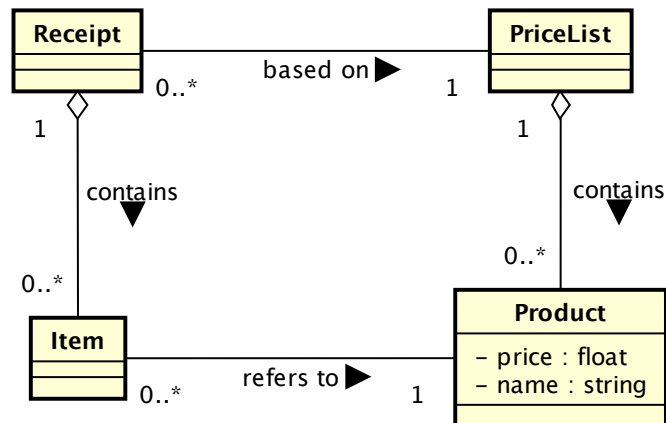 Receipt
PriceList
0..*
based on
1
1
1
contains
contains
0..*
0..*
Item
Product
- price : float
- name : string
0..*
refers to
1